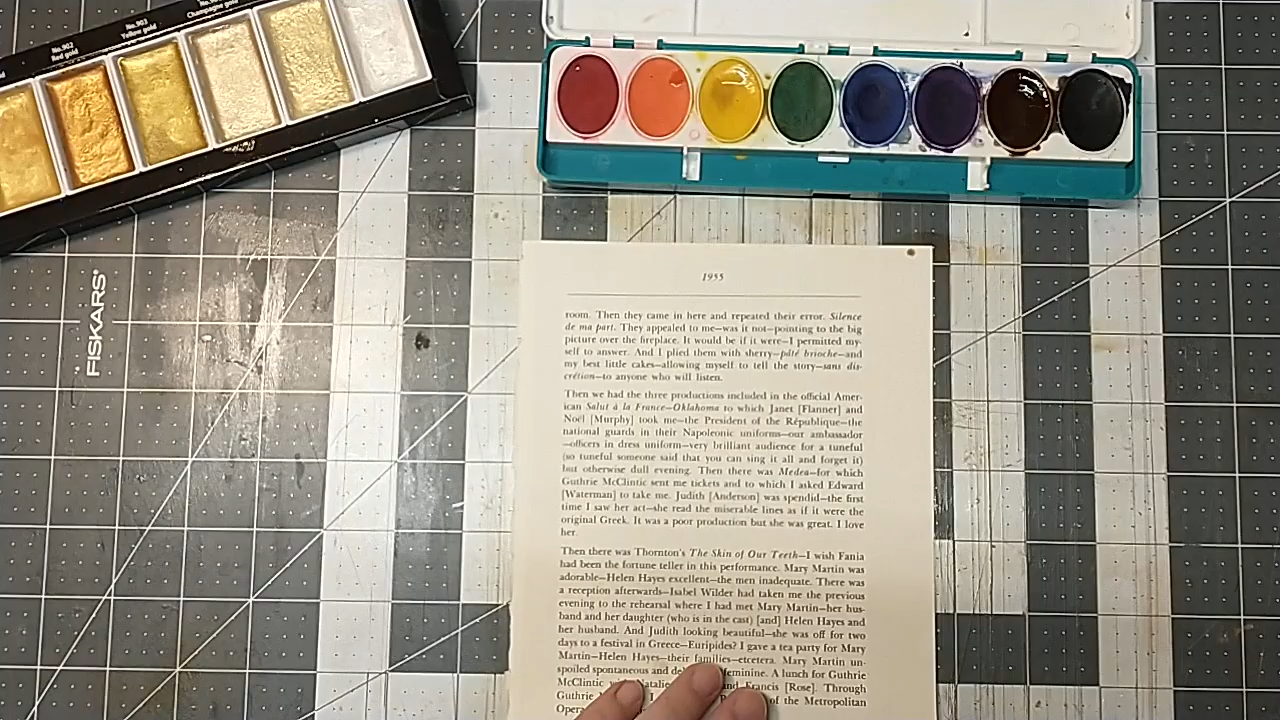 No.903
Yellow gold
Champagne gold
No.902
Red gold
FISKARS®
1955
room. Then they came in here and repeated their error. Silence
de ma part. They appealed to me—was it not—pointing to the big
picture over the fireplace. It would be if it were—I permitted my-
self to answer. And I plied them with sherry—pâté brioche—and
my best little cakes—allowing myself to tell the story—sans dis-
crétion—to anyone who will listen.
Then we had the three productions included in the official Amer-
ican Salut à la France—Oklahoma to which Janet [Flanner] and
Noël [Murphy] took me—the President of the République—the
national guards in their Napoleonic uniforms—our ambassador
—officers in dress uniform—very brilliant audience for a tuneful
(so tuneful someone said that you can sing it all and forget it)
but otherwise dull evening. Then there was Medea—for which
Guthrie McClintic sent me tickets and to which I asked Edward
[Waterman] to take me. Judith [Anderson] was spendid—the first
time I saw her act—she read the miserable lines as if it were the
original Greek. It was a poor production but she was great. I love
her.
Then there was Thornton's The Skin of Our Teeth—I wish Fania
had been the fortune teller in this performance. Mary Martin was
adorable—Helen Hayes excellent—the men inadequate. There was
a reception afterwards—Isabel Wilder had taken me the previous
evening to the rehearsal where I had met Mary Martin—her hus-
band and her daughter (who is in the cast) [and] Helen Hayes and
her husband. And Judith looking beautiful—she was off for two
days to a festival in Greece—Euripides? I gave a tea party for Mary
Martin—Helen Hayes—their families—etcetera. Mary Martin un-
spoiled spontaneous and feminine. A lunch for Guthrie
McClintic Natalie and Francis [Rose]. Through
Guthrie I of the Metropolitan